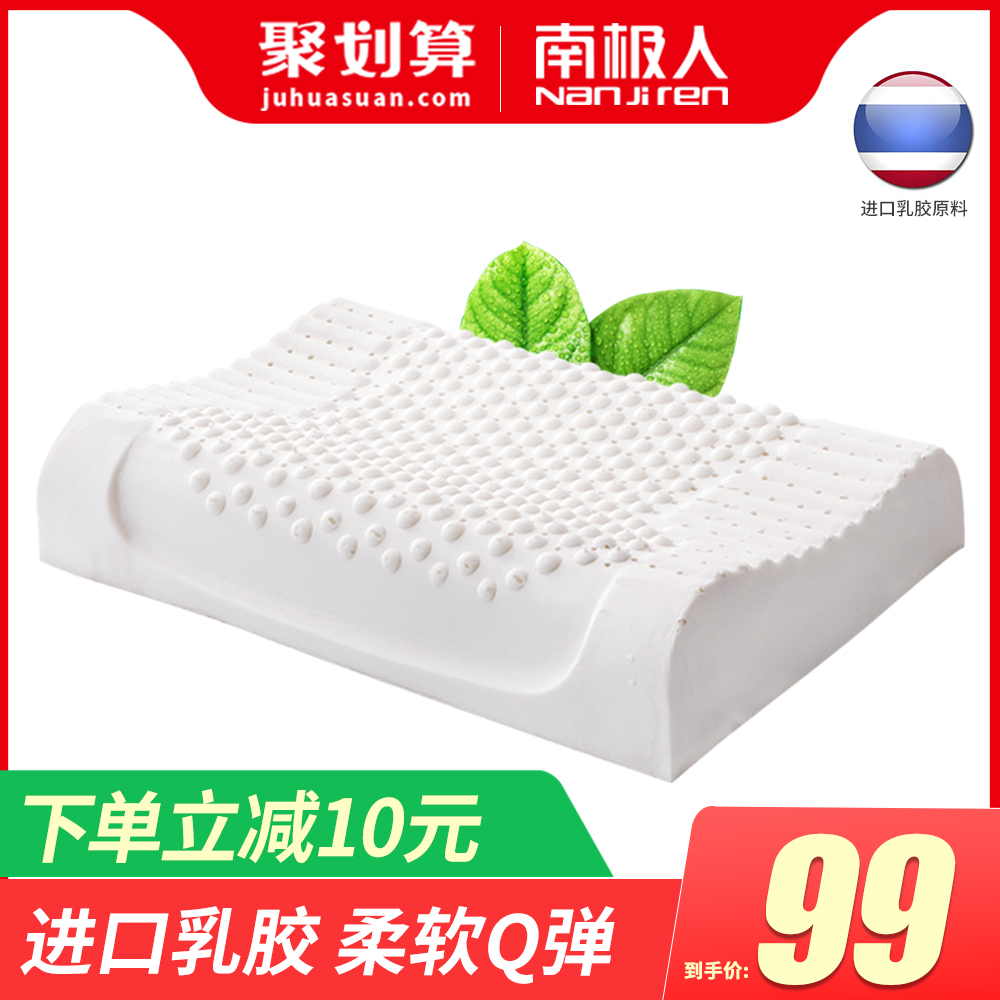 聚划算
juhuasuan.com
南极人
Nanjiren
进口乳胶原料
下单立减10元
进口乳胶 柔软Q弹
到手价:
99